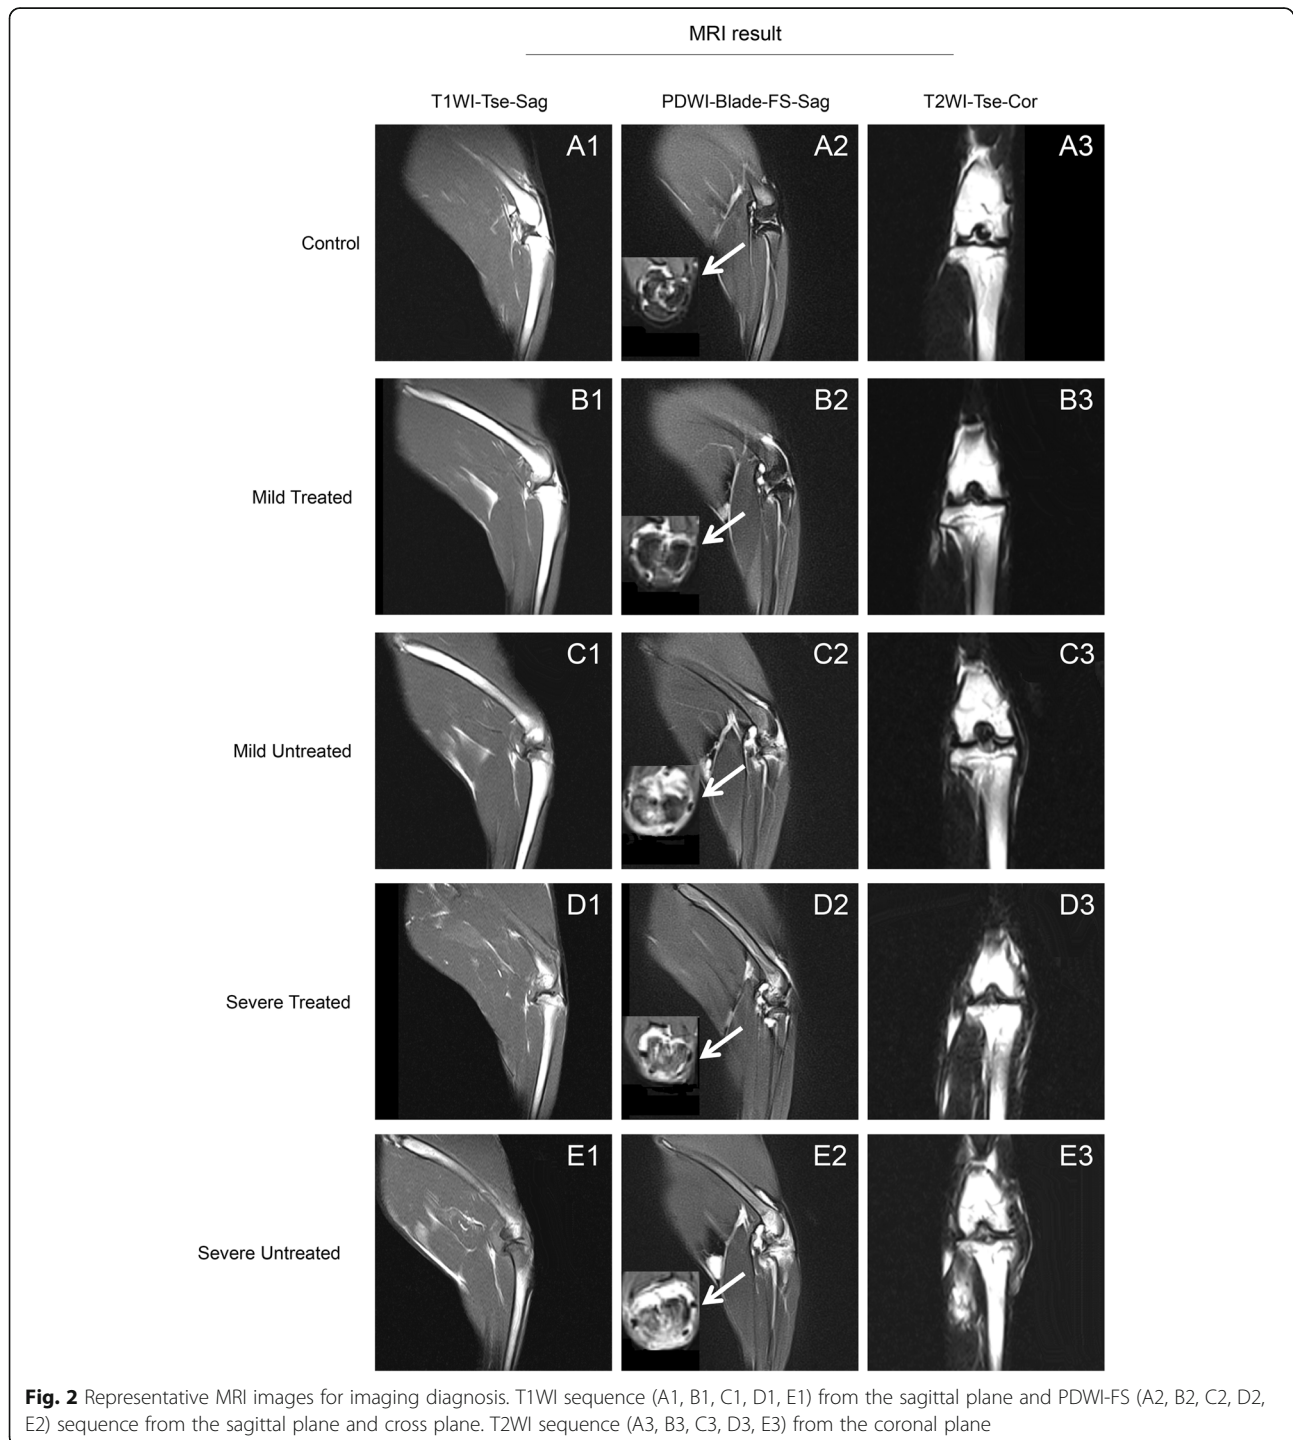 MRI result
T1WI-Tse-Sag PDWI-Blade-FS-Sag T2WI-Tse-Cor
A1 A2 A3
Control
B1 B2 B3
Mild Treated
C1 C2 C3
Mild Untreated
D1 D2 D3
Severe Treated
E1 E2 E3
Severe Untreated
Fig. 2 Representative MRI images for imaging diagnosis. T1WI sequence (A1, B1, C1, D1, E1) from the sagittal plane and PDWI-FS (A2, B2, C2, D2,
E2) sequence from the sagittal plane and cross plane. T2WI sequence (A3, B3, C3, D3, E3) from the coronal plane